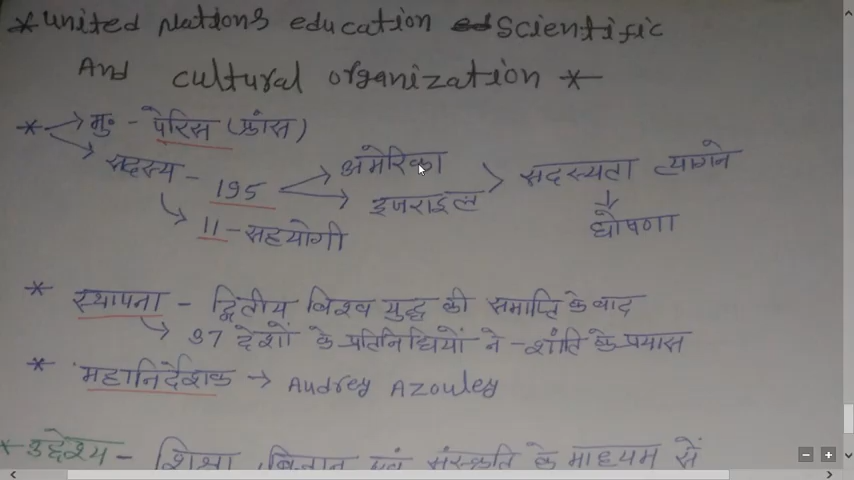 * United Nations education Scientific
And cultural organization *
* → मु॰ - पेरिस (फ्रांस)
→ सदस्य - 195 → अमेरिका
→ इजराइल > सदस्यता त्यागने
↓
घोषणा
↳ 11 - सहयोगी
* स्थापना - द्वितीय विश्व युद्ध की समाप्ति के बाद
↳ 37 देशों के प्रतिनिधियों ने - शांति के प्रयास
* महानिर्देशक → Audrey Azouley
* उद्देश्य - शिक्षा, विज्ञान एवं संस्कृति के माध्यम से